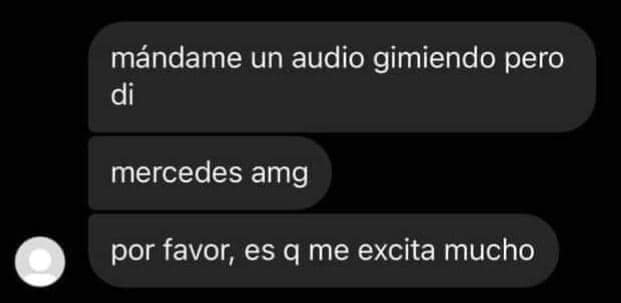 mándame un audio gimiendo pero
di
mercedes amg
por favor, es q me excita mucho